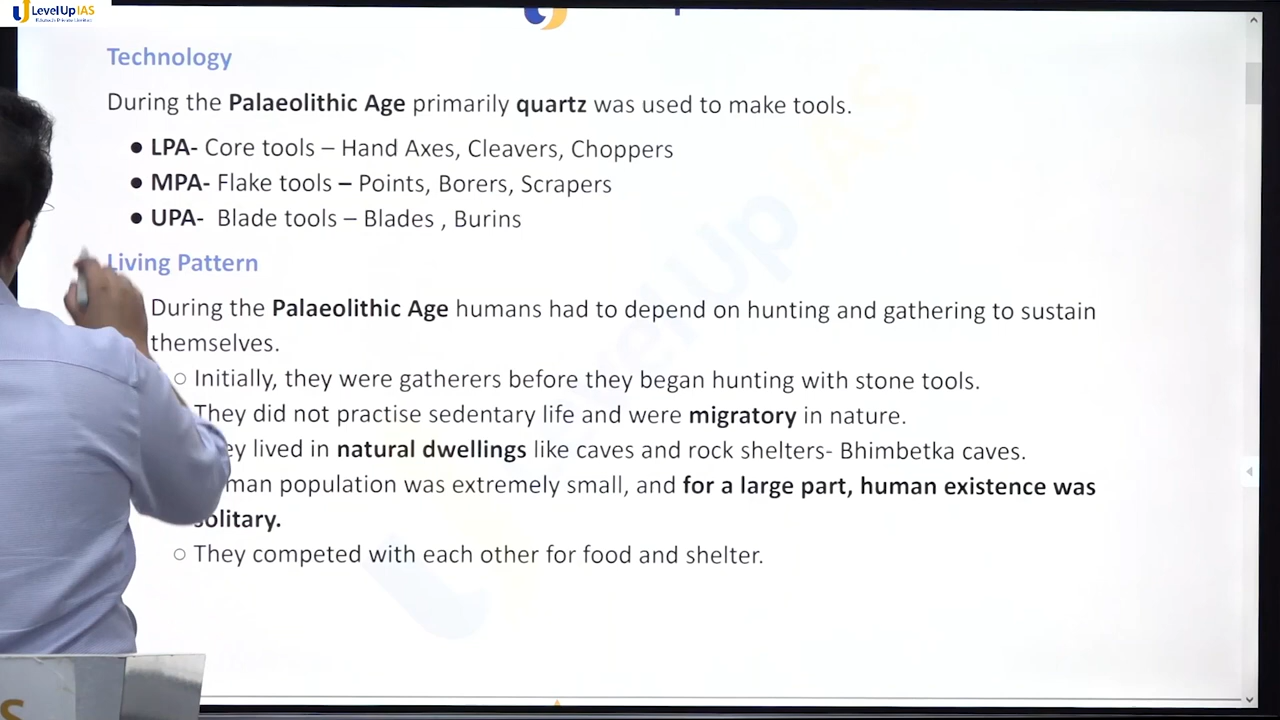 LevelUp IAS
Technology
During the Palaeolithic Age primarily quartz was used to make tools.
● LPA- Core tools – Hand Axes, Cleavers, Choppers
● MPA- Flake tools – Points, Borers, Scrapers
● UPA- Blade tools – Blades , Burins
Living Pattern
During the Palaeolithic Age humans had to depend on hunting and gathering to sustain
themselves.
○ Initially, they were gatherers before they began hunting with stone tools.
They did not practise sedentary life and were migratory in nature.
ey lived in natural dwellings like caves and rock shelters- Bhimbetka caves.
man population was extremely small, and for a large part, human existence was
solitary.
○ They competed with each other for food and shelter.